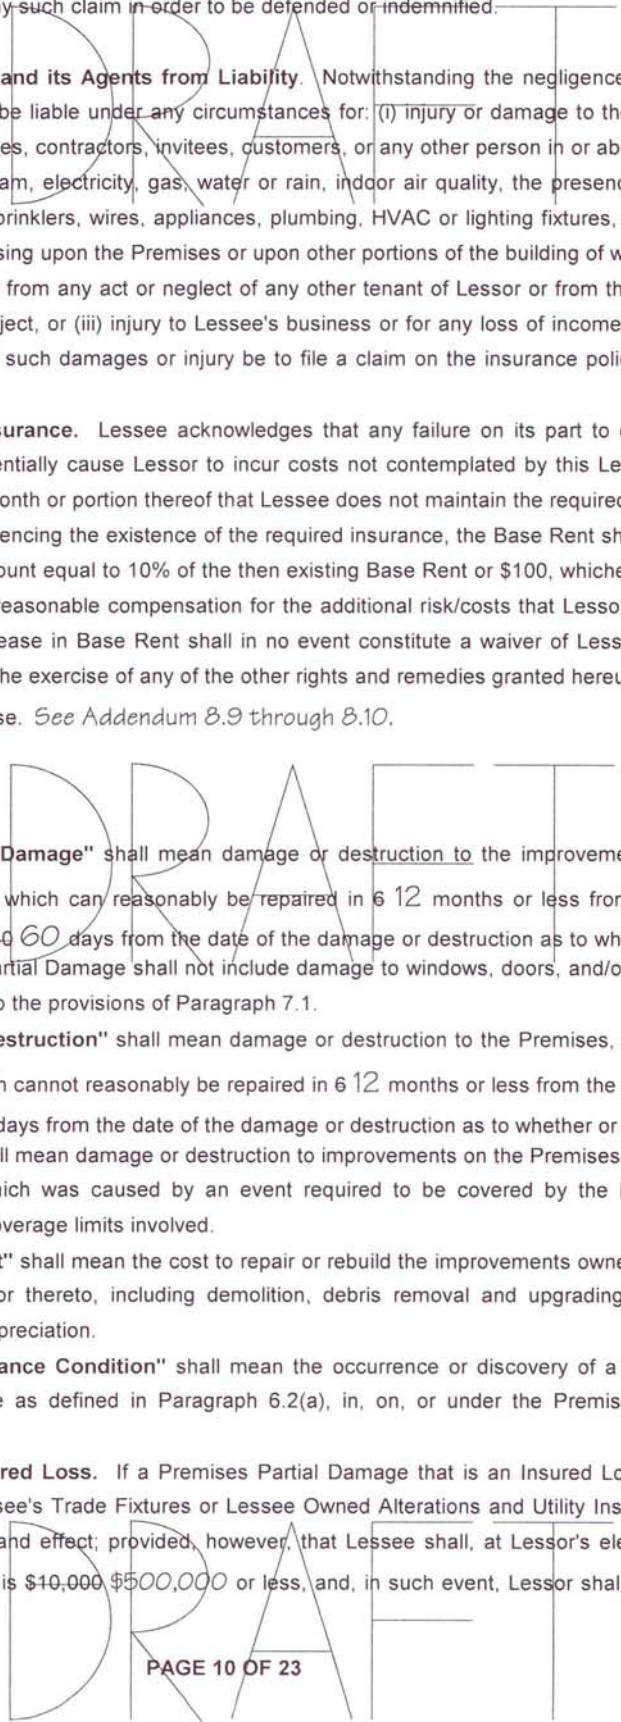 y such claim in order to be defended or indemnified.
and its Agents from Liability. Notwithstanding the negligence
be liable under any circumstances for: (i) injury or damage to th
es, contractors, invitees, customers, or any other person in or ab
am, electricity, gas, water or rain, indoor air quality, the presenc
prinklers, wires, appliances, plumbing, HVAC or lighting fixtures,
sing upon the Premises or upon other portions of the building of w
from any act or neglect of any other tenant of Lessor or from th
ject, or (iii) injury to Lessee's business or for any loss of income
such damages or injury be to file a claim on the insurance poli
surance. Lessee acknowledges that any failure on its part to
entially cause Lessor to incur costs not contemplated by this Le
onth or portion thereof that Lessee does not maintain the required
encing the existence of the required insurance, the Base Rent sh
ount equal to 10% of the then existing Base Rent or $100, whiche
reasonable compensation for the additional risk/costs that Lesso
ease in Base Rent shall in no event constitute a waiver of Less
he exercise of any of the other rights and remedies granted hereu
se. See Addendum 8.9 through 8.10.
Damage" shall mean damage or destruction to the improveme
which can reasonably be repaired in 6 12 months or less from
0 60 days from the date of the damage or destruction as to wh
artial Damage shall not include damage to windows, doors, and/o
o the provisions of Paragraph 7.1.
estruction" shall mean damage or destruction to the Premises,
n cannot reasonably be repaired in 6 12 months or less from the
days from the date of the damage or destruction as to whether or
ll mean damage or destruction to improvements on the Premises
hich was caused by an event required to be covered by the i
overage limits involved.
t" shall mean the cost to repair or rebuild the improvements owne
or thereto, including demolition, debris removal and upgrading
preciation.
ance Condition" shall mean the occurrence or discovery of a
e as defined in Paragraph 6.2(a), in, on, or under the Premis
red Loss. If a Premises Partial Damage that is an Insured Lo
see's Trade Fixtures or Lessee Owned Alterations and Utility Ins
and effect; provided, however, that Lessee shall, at Lessor's ele
is $10,000 $500,000 or less, and, in such event, Lessor shal
PAGE 10 OF 23
DRAFT
DRAFT
DRAFT